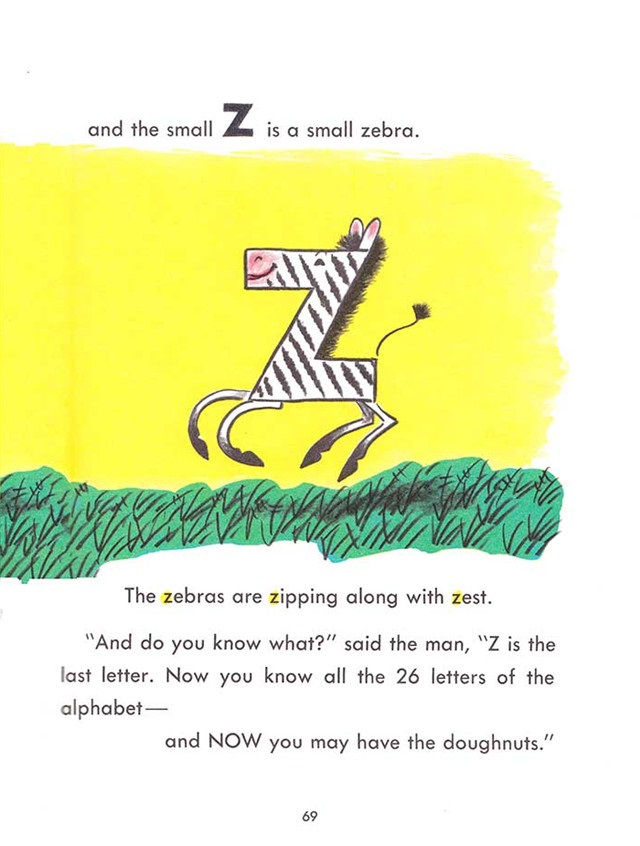 and the small Z is a small zebra.
The zebras are zipping along with zest.
"And do you know what?" said the man, "Z is the
last letter. Now you know all the 26 letters of the
alphabet—
and NOW you may have the doughnuts."
69